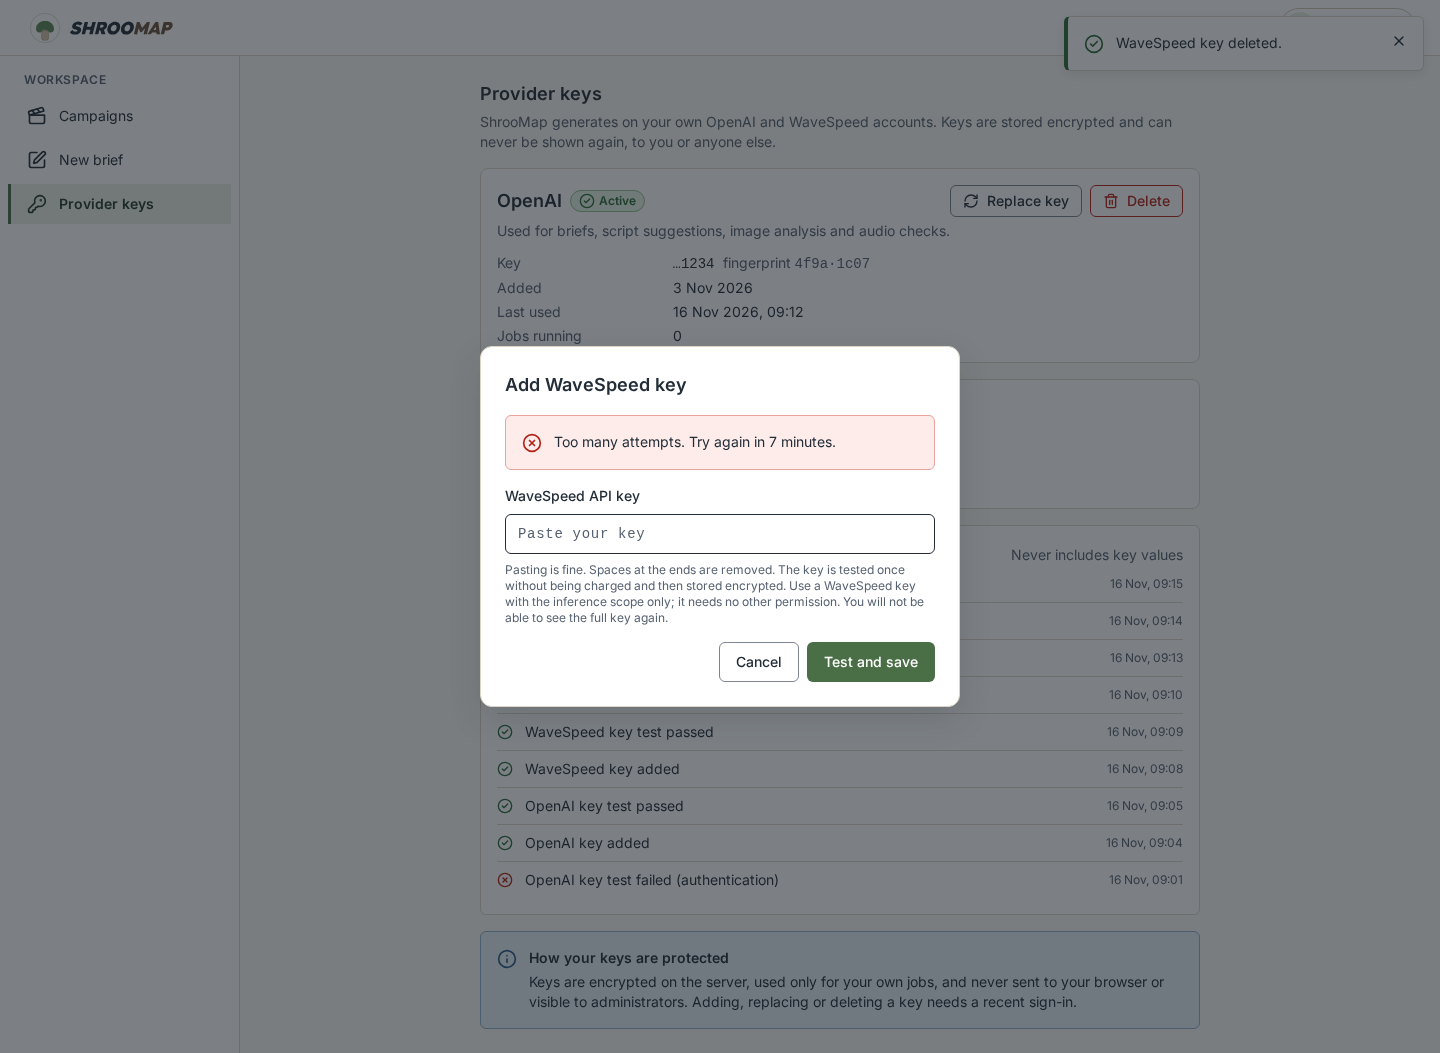 SHROOMAP
WaveSpeed key deleted.
WORKSPACE
Campaigns
New brief
Provider keys
Provider keys
ShrooMap generates on your own OpenAI and WaveSpeed accounts. Keys are stored encrypted and can
never be shown again, to you or anyone else.
OpenAI Active Replace key Delete
Used for briefs, script suggestions, image analysis and audio checks.
Key …1234 fingerprint 4f9a·1c07
Added 3 Nov 2026
Last used 16 Nov 2026, 09:12
Jobs running 0
Add WaveSpeed key
Too many attempts. Try again in 7 minutes.
WaveSpeed API key
Paste your key
Pasting is fine. Spaces at the ends are removed. The key is tested once
without being charged and then stored encrypted. Use a WaveSpeed key
with the inference scope only; it needs no other permission. You will not be
able to see the full key again.
Cancel Test and save
Never includes key values
16 Nov, 09:15
16 Nov, 09:14
16 Nov, 09:13
16 Nov, 09:10
WaveSpeed key test passed 16 Nov, 09:09
WaveSpeed key added 16 Nov, 09:08
OpenAI key test passed 16 Nov, 09:05
OpenAI key added 16 Nov, 09:04
OpenAI key test failed (authentication) 16 Nov, 09:01
How your keys are protected
Keys are encrypted on the server, used only for your own jobs, and never sent to your browser or
visible to administrators. Adding, replacing or deleting a key needs a recent sign-in.